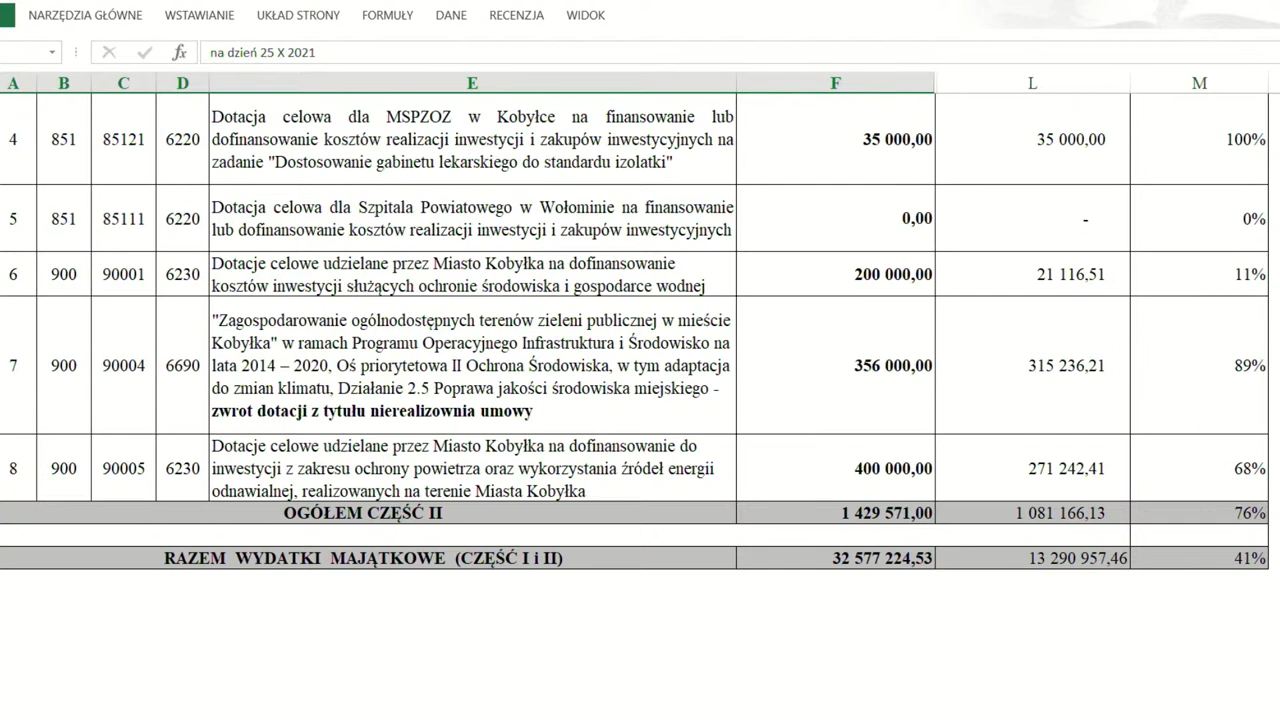 NARZĘDZIA GŁÓWNE WSTAWIANIE UKŁAD STRONY FORMUŁY DANE RECENZJA WIDOK
fx na dzień 25 X 2021
A B C D E F L M
Dotacja celowa dla MSPZOZ w Kobyłce na finansowanie lub
4 851 85121 6220 dofinansowanie kosztów realizacji inwestycji i zakupów inwestycyjnych na 35 000,00 35 000,00 100%
zadanie "Dostosowanie gabinetu lekarskiego do standardu izolatki"
Dotacja celowa dla Szpitala Powiatowego w Wołominie na finansowanie
5 851 85111 6220 0,00 - 0%
lub dofinansowanie kosztów realizacji inwestycji i zakupów inwestycyjnych
Dotacje celowe udzielane przez Miasto Kobyłka na dofinansowanie
6 900 90001 6230 200 000,00 21 116,51 11%
kosztów inwestycji służących ochronie środowiska i gospodarce wodnej
"Zagospodarowanie ogólnodostępnych terenów zieleni publicznej w mieście
Kobyłka" w ramach Programu Operacyjnego Infrastruktura i Środowisko na
7 900 90004 6690 lata 2014 – 2020, Oś priorytetowa II Ochrona Środowiska, w tym adaptacja 356 000,00 315 236,21 89%
do zmian klimatu, Działanie 2.5 Poprawa jakości środowiska miejskiego -
zwrot dotacji z tytułu nierealizownia umowy
Dotacje celowe udzielane przez Miasto Kobyłka na dofinansowanie do
8 900 90005 6230 inwestycji z zakresu ochrony powietrza oraz wykorzystania źródeł energii 400 000,00 271 242,41 68%
odnawialnej, realizowanych na terenie Miasta Kobyłka
OGÓŁEM CZĘŚĆ II 1 429 571,00 1 081 166,13 76%
RAZEM WYDATKI MAJĄTKOWE (CZĘŚĆ I i II) 32 577 224,53 13 290 957,46 41%